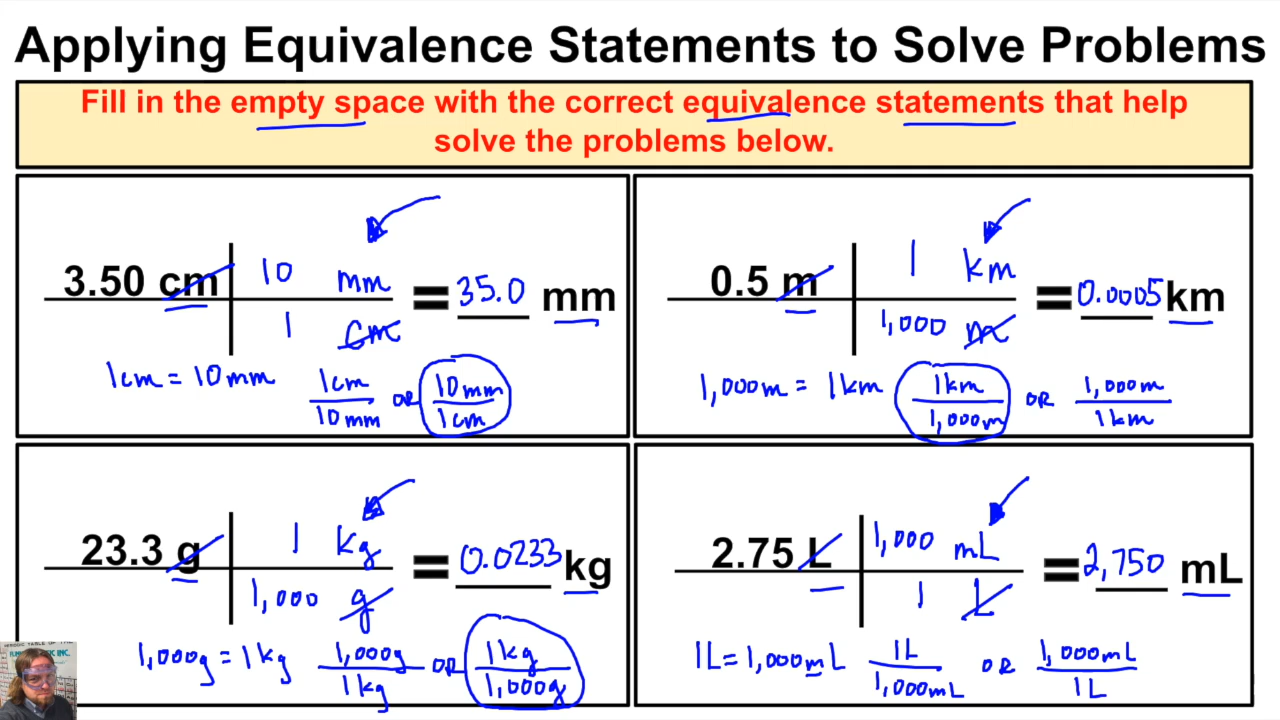 Applying Equivalence Statements to Solve Problems
Fill in the empty space with the correct equivalence statements that help
solve the problems below.
3.50 cm | 10 mm = 35.0 mm
1 cm
1cm = 10mm
1cm OR 10mm
10mm 1cm
0.5 m | 1 km = 0.0005 km
1,000 m
1,000m = 1km
1km OR 1,000m
1,000m 1km
23.3 g | 1 kg = 0.0233 kg
1,000 g
1,000g = 1kg
1,000g OR 1kg
1kg 1,000g
2.75 L | 1,000 mL = 2,750 mL
1 L
1L = 1,000mL
1L OR 1,000mL
1,000mL 1L